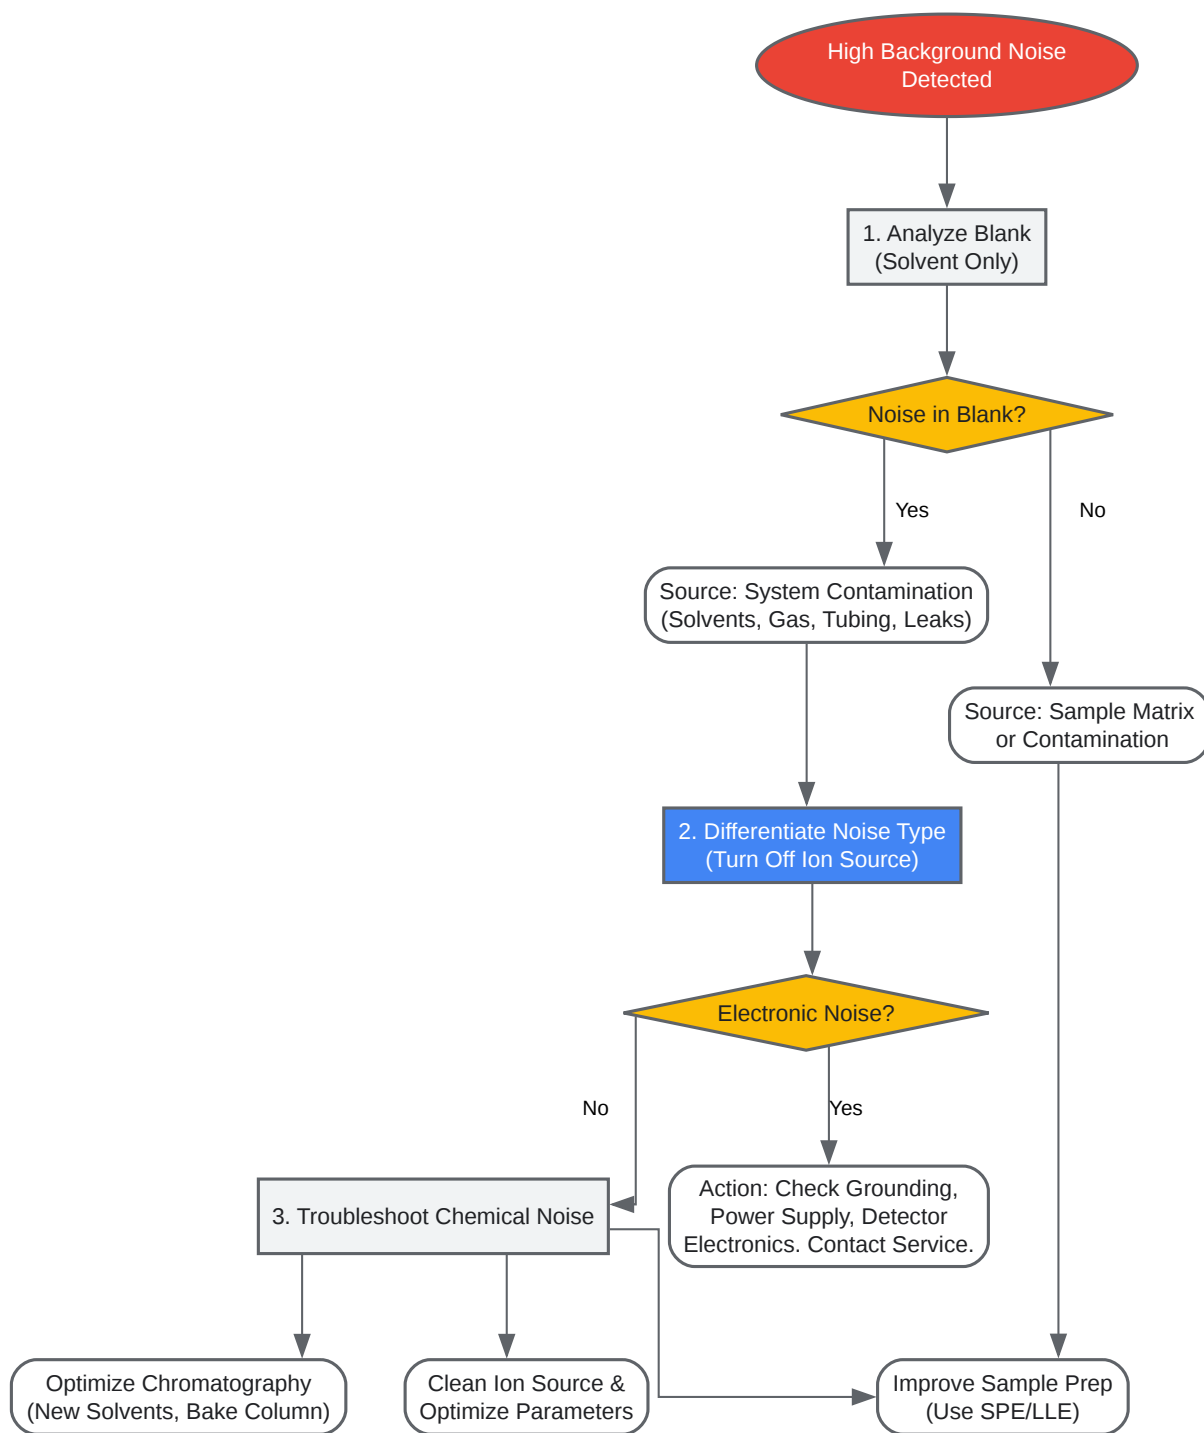 High Background Noise
Detected
1. Analyze Blank
(Solvent Only)
Noise in Blank?
Yes
No
Source: System Contamination
(Solvents, Gas, Tubing, Leaks)
Source: Sample Matrix
or Contamination
2. Differentiate Noise Type
(Turn Off Ion Source)
Electronic Noise?
No
Yes
Action: Check Grounding,
Power Supply, Detector
Electronics. Contact Service.
3. Troubleshoot Chemical Noise
Optimize Chromatography
(New Solvents, Bake Column)
Clean Ion Source &
Optimize Parameters
Improve Sample Prep
(Use SPE/LLE)